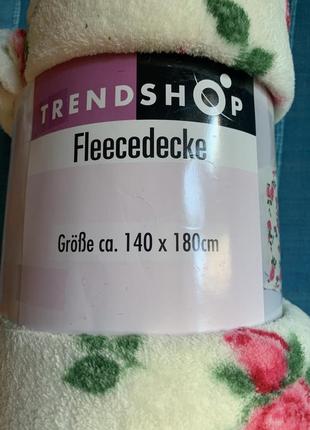 TRENDSHOP
Fleecedecke
Größe ca. 140 x 180cm